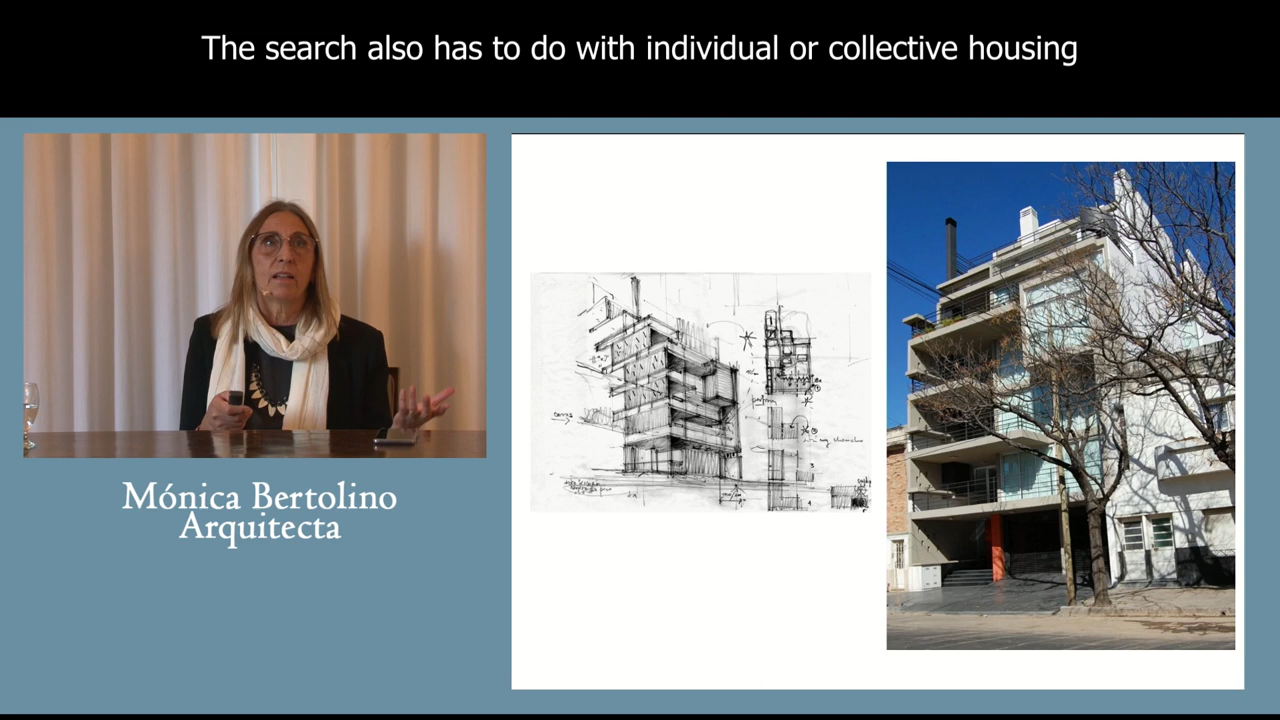 The search also has to do with individual or collective housing
Mónica Bertolino
Arquitecta